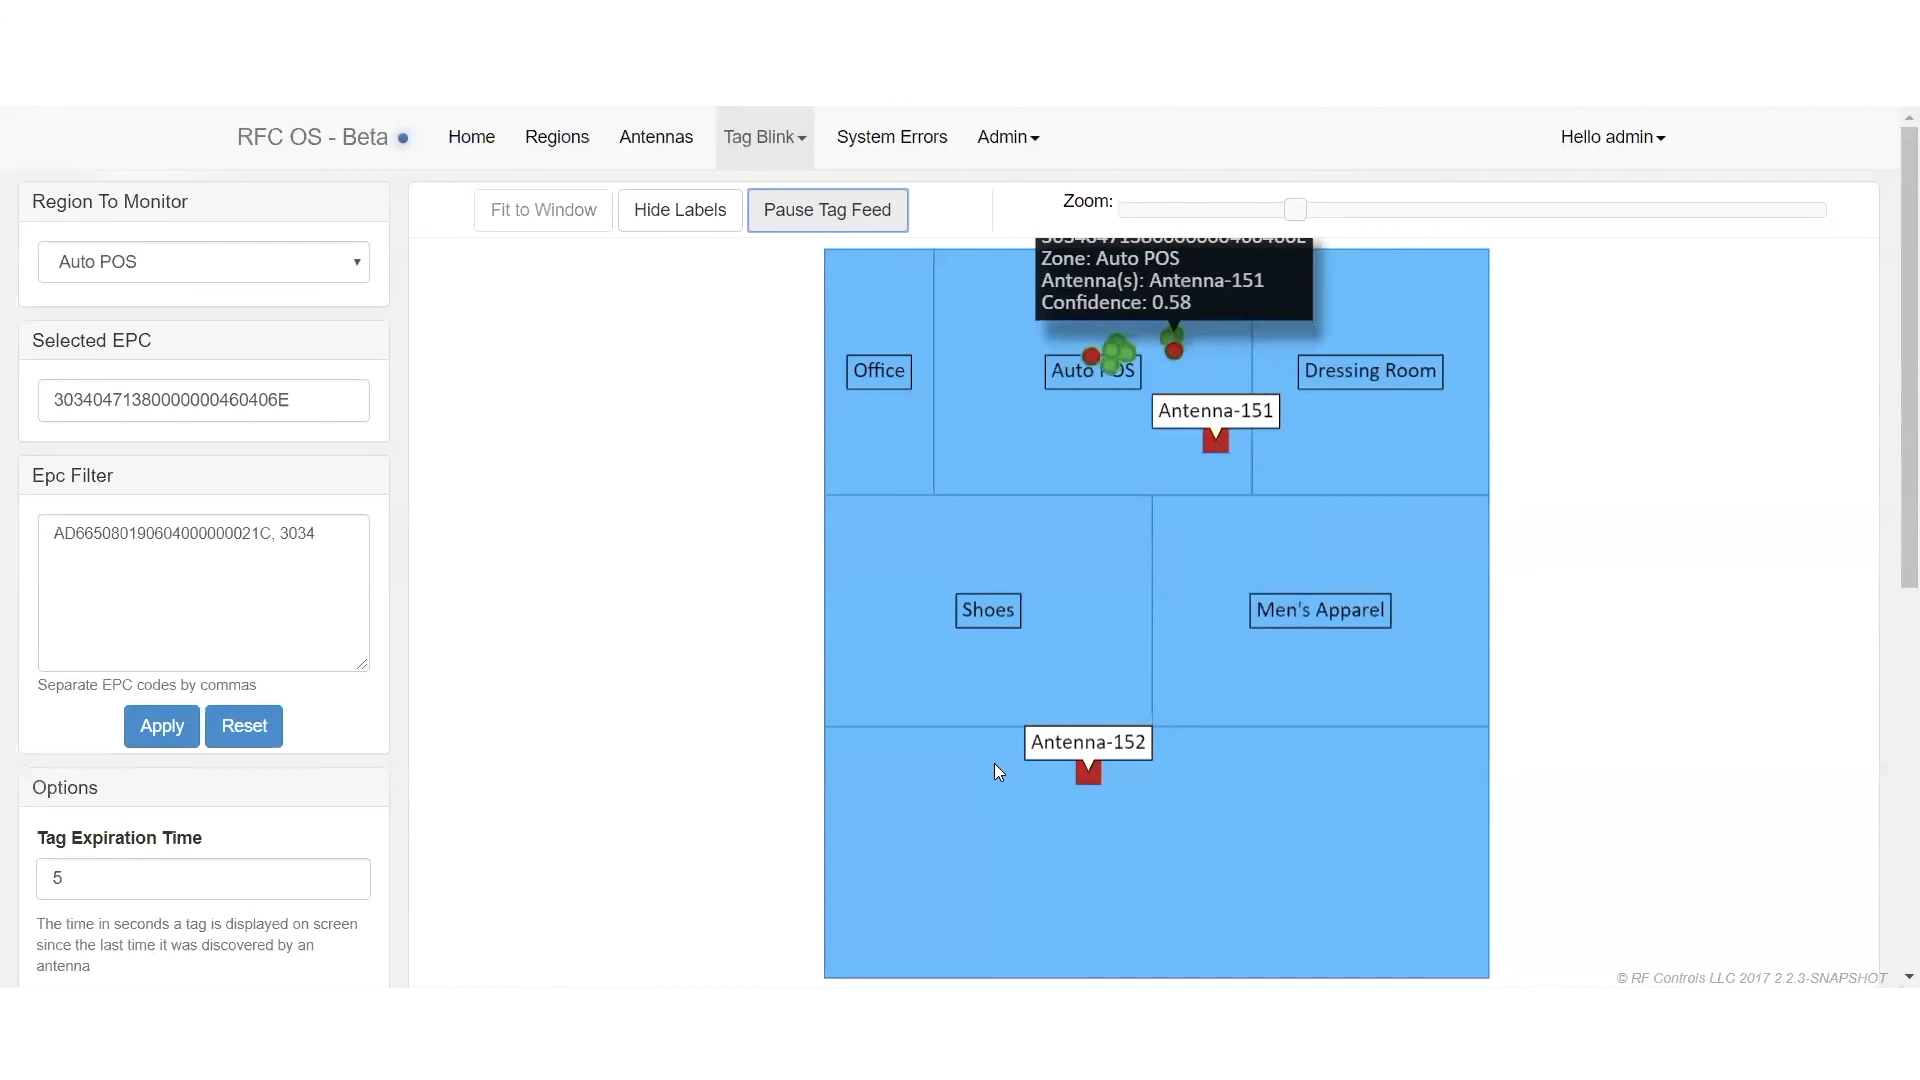 RFC OS - Beta
Home
Regions
Antennas
Tag Blink
System Errors
Admin
Hello admin
Region To Monitor
Auto POS
Selected EPC
30340471380000000460406E
Epc Filter
AD665080190604000000021C, 3034
Separate EPC codes by commas
Apply
Reset
Options
Tag Expiration Time
5
The time in seconds a tag is displayed on screen
since the last time it was discovered by an
antenna
Fit to Window
Hide Labels
Pause Tag Feed
Zoom:
Zone: Auto POS
Antenna(s): Antenna-151
Confidence: 0.58
Office
Auto POS
Dressing Room
Antenna-151
Shoes
Men's Apparel
Antenna-152
© RF Controls LLC 2017 2.2.3-SNAPSHOT